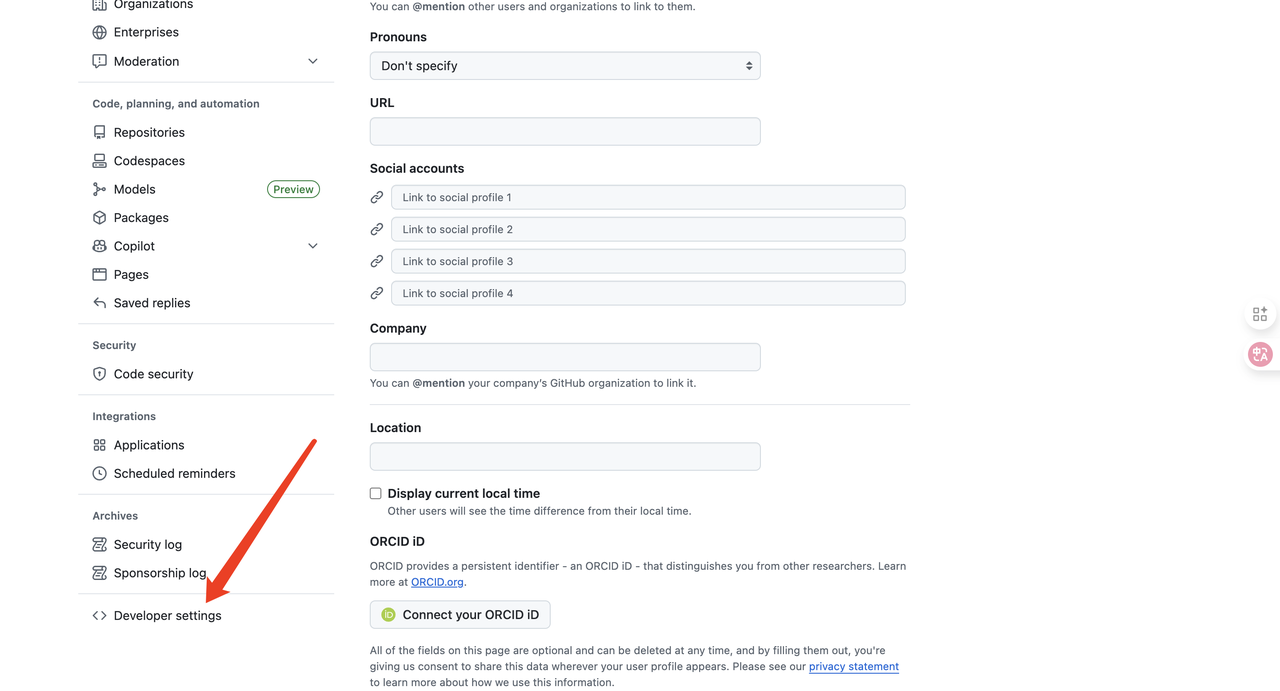 Organizations
Enterprises
Moderation
Code, planning, and automation
Repositories
Codespaces
Models
Preview
Packages
Copilot
Pages
Saved replies
Security
Code security
Integrations
Applications
Scheduled reminders
Archives
Security log
Sponsorship log
Developer settings
You can @mention other users and organizations to link to them.
Pronouns
Don't specify
URL
Social accounts
Link to social profile 1
Link to social profile 2
Link to social profile 3
Link to social profile 4
Company
You can @mention your company's GitHub organization to link it.
Location
Display current local time
Other users will see the time difference from their local time.
ORCID iD
ORCID provides a persistent identifier - an ORCID iD - that distinguishes you from other researchers. Learn
more at ORCID.org.
iD Connect your ORCID iD
All of the fields on this page are optional and can be deleted at any time, and by filling them out, you're
giving us consent to share this data wherever your user profile appears. Please see our privacy statement
to learn more about how we use this information.